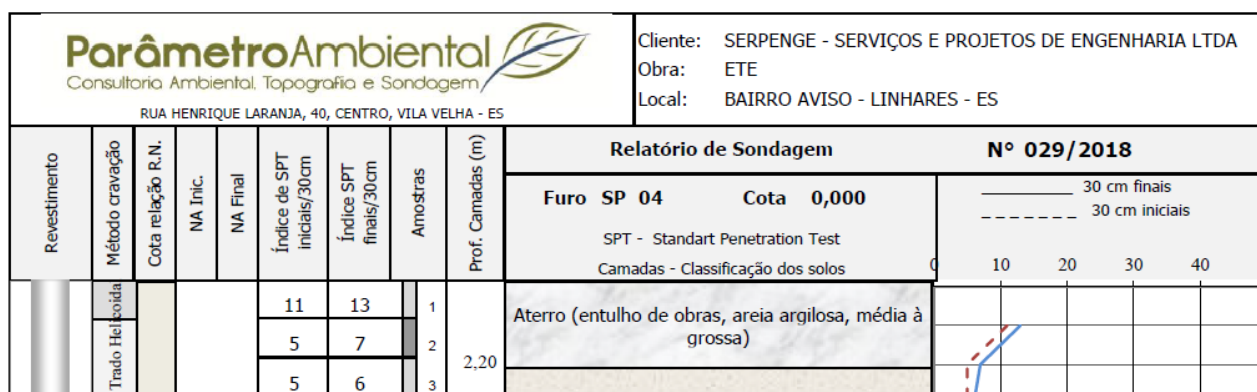 ParâmetroAmbiental
Consultoria Ambiental, Topografia e Sondagem
RUA HENRIQUE LARANJA, 40, CENTRO, VILA VELHA - ES
Cliente: SERPENGE - SERVIÇOS E PROJETOS DE ENGENHARIA LTDA
Obra: ETE
Local: BAIRRO AVISO - LINHARES - ES
Revestimento
Método cravação
Cota relação R.N.
NA Inic.
NA Final
Índice de SPT
iniciais/30cm
Índice SPT
finais/30cm
Amostras
Prof. Camadas (m)
Relatório de Sondagem N° 029/2018
Furo SP 04 Cota 0,000
SPT - Standart Penetration Test
Camadas - Classificação dos solos
30 cm finais
30 cm iniciais
0 10 20 30 40
Trado Helicoida
11 13 1
5 7 2
2,20
5 6 3
Aterro (entulho de obras, areia argilosa, média à
grossa)